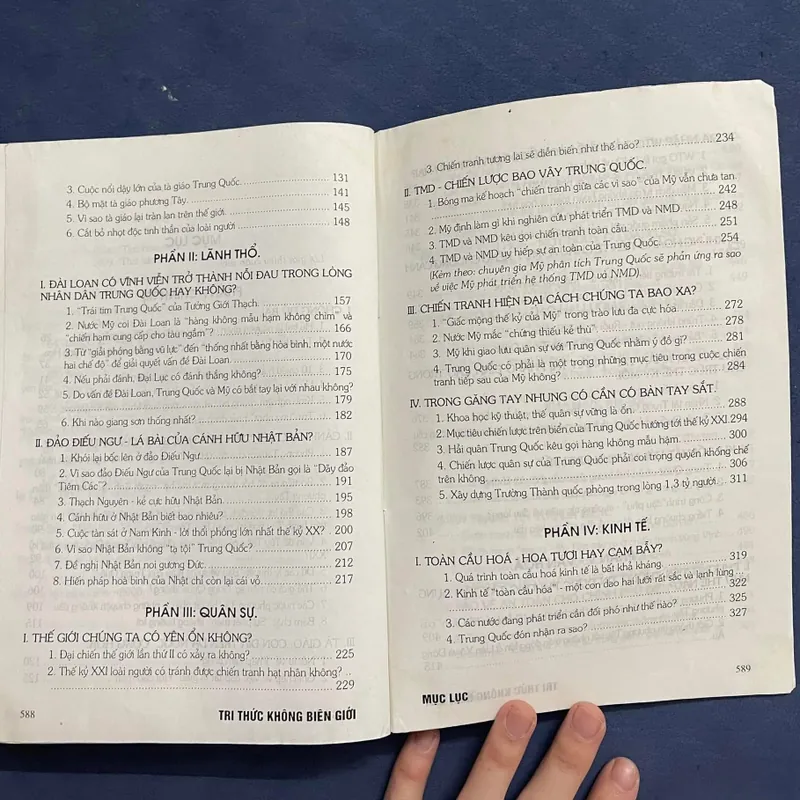 3. Cuộc nổi dậy lớn của tà giáo Trung Quốc. 131
4. Bộ mặt tà giáo phương Tây. 141
5. Vì sao tà giáo lại tràn lan trên thế giới. 145
6. Cắt bỏ nhọt độc tinh thần của loài người 148
PHẦN II: LÃNH THỔ.
I. ĐÀI LOAN CÓ VĨNH VIỄN TRỞ THÀNH NỖI ĐAU TRONG LÒNG
NHÂN DÂN TRUNG QUỐC HAY KHÔNG?
1. "Trái tim Trung Quốc" của Tưởng Giới Thạch. 157
2. Nước Mỹ coi Đài Loan là "hàng không mẫu hạm không chìm" và
"chiến hạm cung cấp cho tàu ngầm"? 166
3. Từ "giải phóng bằng vũ lực" đến "thống nhất bằng hòa bình, một nước
hai chế độ" để giải quyết vấn đề Đài Loan. 170
4. Nếu phải đánh, Đại Lục có đánh thắng không? 175
5. Do vấn đề Đài Loan, Trung Quốc và Mỹ có bắt tay lại với nhau không?
179
6. Khi nào giang sơn thống nhất? 182
II. ĐẢO ĐIẾU NGƯ - LÁ BÀI CỦA CÁNH HỮU NHẬT BẢN?
1. Khỏi lại bốc lên ở đảo Điếu Ngư. 187
2. Vì sao đảo Điếu Ngư của Trung Quốc lại bị Nhật Bản gọi là "Dãy đảo
Tiêm Các"? 191
3. Thạch Nguyên - kẻ cực hữu Nhật Bản. 195
4. Cánh hữu ở Nhật Bản biết bao nhiêu? 198
5. Cuộc tàn sát ở Nam Kinh - lời thổi phồng lớn nhất thế kỷ XX? 200
6. Vì sao Nhật Bản không "tạ tội" Trung Quốc? 207
7. Đề nghị Nhật Bản noi gương Đức. 212
8. Hiến pháp hoà bình của Nhật chỉ còn lại cái vỏ. 217
PHẦN III: QUÂN SỰ.
I. THẾ GIỚI CHÚNG TA CÓ YÊN ỔN KHÔNG?
1. Đại chiến thế giới lần thứ II có xảy ra không? 225
2. Thế kỷ XXI loài người có tránh được chiến tranh hạt nhân không?
229
588 TRI THỨC KHÔNG BIÊN GIỚI
3. Chiến tranh tương lai sẽ diễn biến như thế nào? 234
II. TMD - CHIẾN LƯỢC BAO VÂY TRUNG QUỐC.
1. Bóng ma kế hoạch "chiến tranh giữa các vì sao" của Mỹ vẫn chưa tan
242
2. Mỹ định làm gì khi nghiên cứu phát triển TMD và NMD. 248
3. TMD và NMD kêu gọi chiến tranh toàn cầu. 251
4. TMD và NMD uy hiếp sự an toàn của Trung Quốc. 254
(Kèm theo: chuyên gia Mỹ phân tích Trung Quốc sẽ phản ứng ra sao
về việc Mỹ phát triển hệ thống TMD và NMD).
III. CHIẾN TRANH HIỆN ĐẠI CÁCH CHÚNG TA BAO XA?
1. "Giấc mộng thế kỷ của Mỹ" trong trào lưu đa cực hóa. 272
2. Nước Mỹ mắc "chứng thiếu kẻ thù". 278
3. Mỹ khi giao lưu quân sự với Trung Quốc nhằm ý đồ gì? 281
4. Trung Quốc có phải là một trong những mục tiêu trong cuộc chiến
tranh tiếp sau của Mỹ không? 284
IV. TRONG GĂNG TAY NHUNG CÓ CẦN CÓ BÀN TAY SẮT.
1. Khoa học kỹ thuật, thế quân sự vững là ổn. 288
2. Mục tiêu chiến lược trên biển của Trung Quốc hướng tới thế kỷ XXI. 294
3. Hải quân Trung Quốc kêu gọi hàng không mẫu hạm. 300
4. Chiến lược quân sự của Trung Quốc phải coi trọng quyền khống chế
trên không. 306
5. Xây dựng Trường Thành quốc phòng trong lòng 1,3 tỷ người. 311
PHẦN IV: KINH TẾ.
I. TOÀN CẦU HOÁ - HOA TƯƠI HAY CẠM BẪY?
1. Quá trình toàn cầu hoá kinh tế là bất khả kháng. 319
2. Kinh tế "toàn cầu hóa" - một con dao hai lưỡi rất sắc và lạnh lùng
322
3. Các nước đang phát triển cần đối phó như thế nào? 325
4. Trung Quốc đón nhận ra sao? 327
MỤC LỤC 589